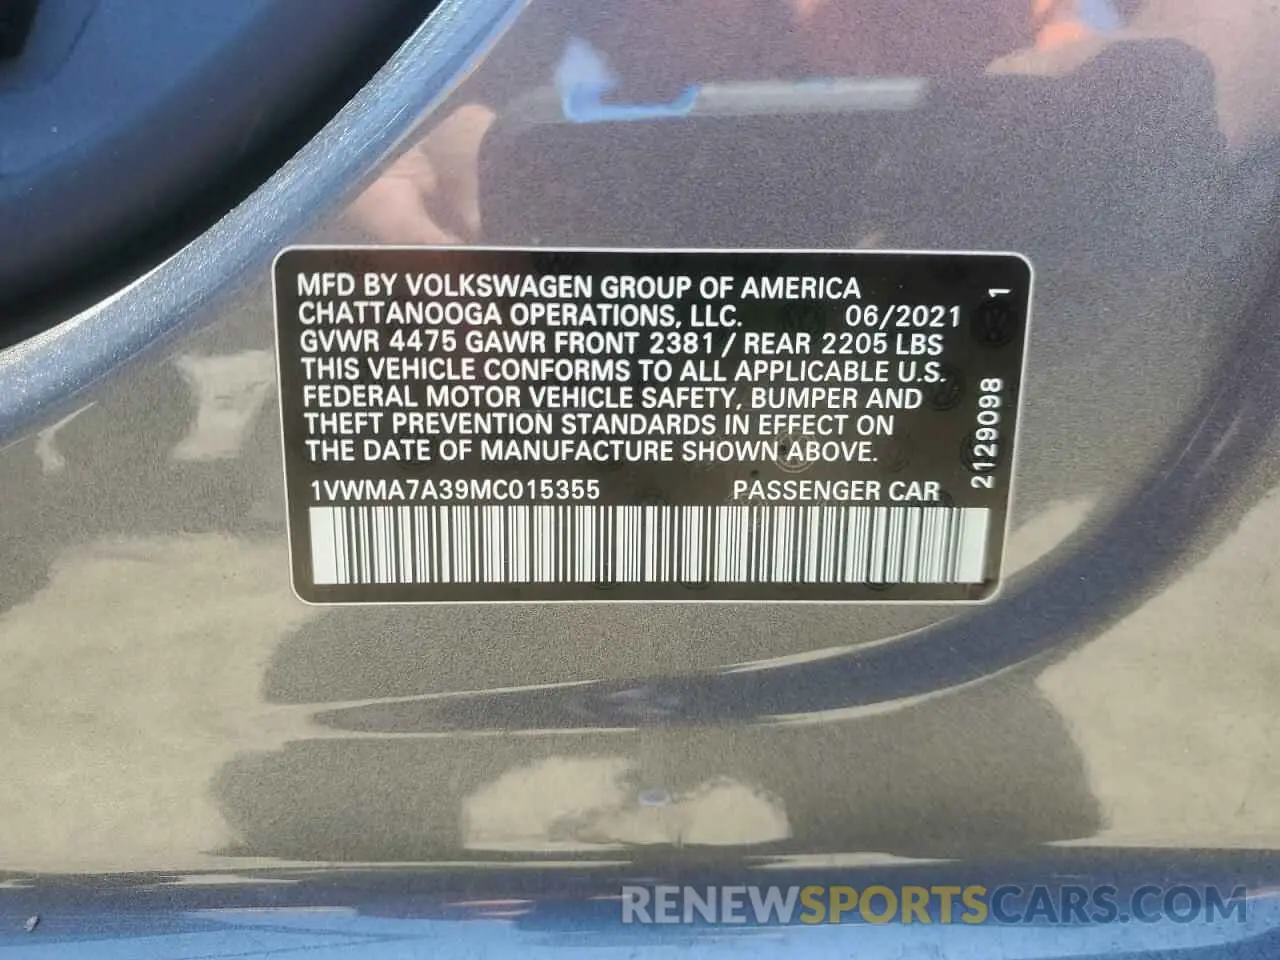 MFD BY VOLKSWAGEN GROUP OF AMERICA
CHATTANOOGA OPERATIONS, LLC. 06/2021
GVWR 4475 GAWR FRONT 2381 / REAR 2205 LBS
THIS VEHICLE CONFORMS TO ALL APPLICABLE U.S.
FEDERAL MOTOR VEHICLE SAFETY, BUMPER AND
THEFT PREVENTION STANDARDS IN EFFECT ON
THE DATE OF MANUFACTURE SHOWN ABOVE.
1VWMA7A39MC015355 PASSENGER CAR
2129098 1
RENEWSPORTSCARS.COM